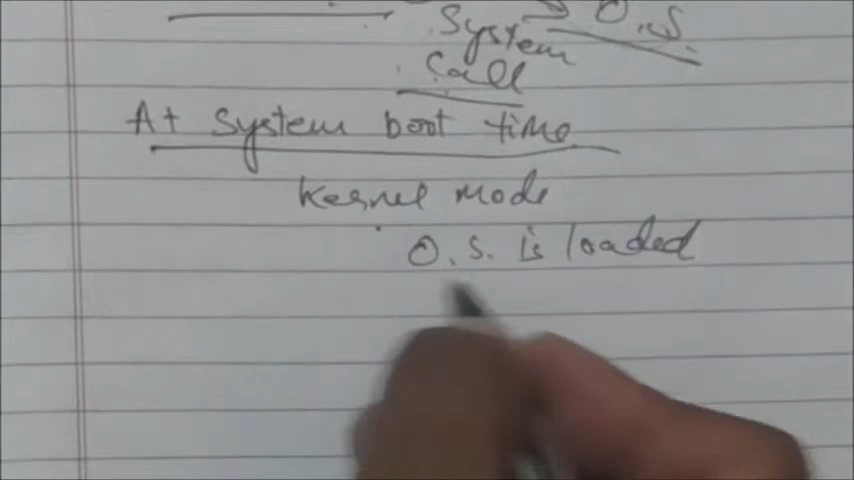 System → O.S.
Call
At system boot time
Kernel mode
O.S. is loaded